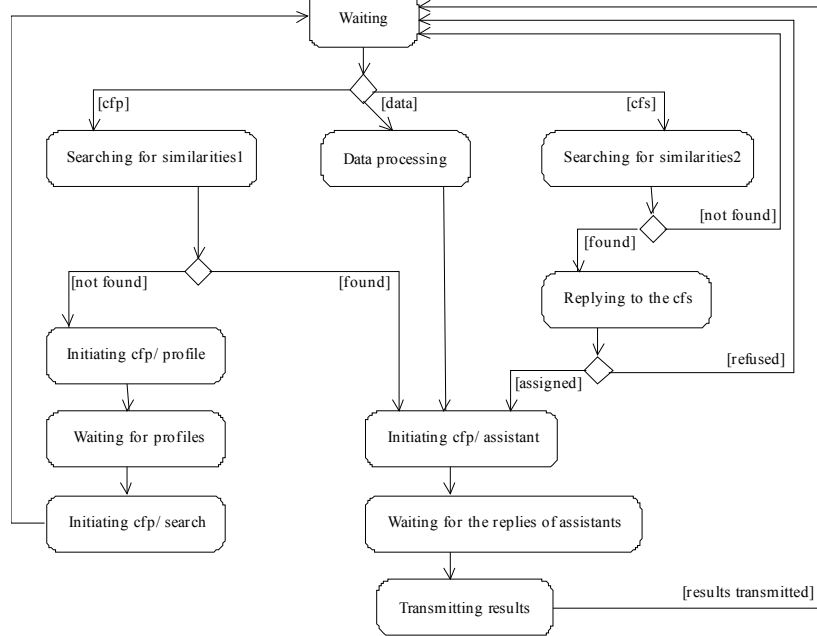 Waiting
[cfp]
[data]
[cfs]
Searching for similarities1
Data processing
Searching for similarities2
[not found]
[found]
[not found]
[found]
Replying to the cfs
Initiating cfp/ profile
[refused]
[assigned]
Waiting for profiles
Initiating cfp/ assistant
Initiating cfp/ search
Waiting for the replies of assistants
[results transmitted]
Transmitting results